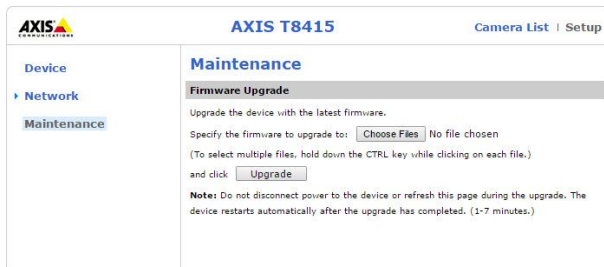 AXIS
COMMUNICATIONS
AXIS T8415
Camera List | Setup
Device
Network
Maintenance
Maintenance
Firmware Upgrade
Upgrade the device with the latest firmware.
Specify the firmware to upgrade to: Choose Files No file chosen
(To select multiple files, hold down the CTRL key while clicking on each file.)
and click Upgrade
Note: Do not disconnect power to the device or refresh this page during the upgrade. The
device restarts automatically after the upgrade has completed. (1-7 minutes.)